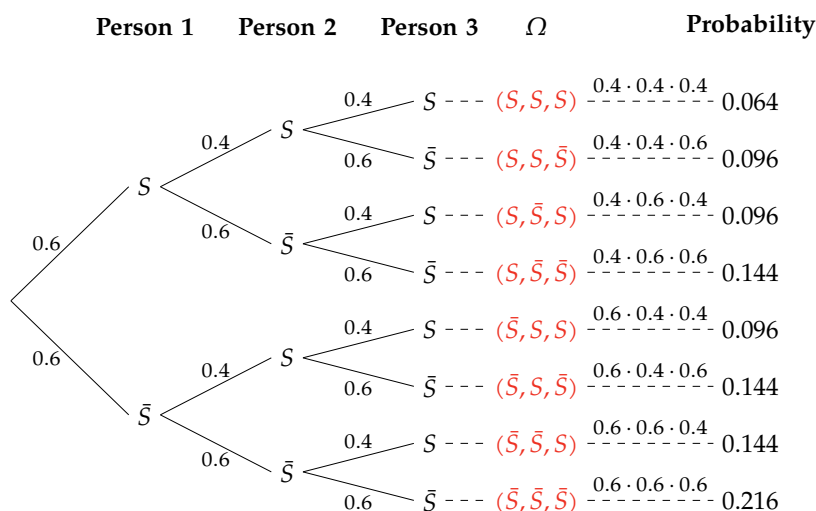 Person 1 Person 2 Person 3 Ω Probability
0.4 S (S, S, S) 0.4 · 0.4 · 0.4 0.064
S
0.4
0.6 S̄ (S, S, S̄) 0.4 · 0.4 · 0.6 0.096
S
0.4 S (S, S̄, S) 0.4 · 0.6 · 0.4 0.096
0.6
S̄
0.6
0.6 S̄ (S, S̄, S̄) 0.4 · 0.6 · 0.6 0.144
0.4 S (S̄, S, S) 0.6 · 0.4 · 0.4 0.096
0.6
S
0.4
0.6 S̄ (S̄, S, S̄) 0.6 · 0.4 · 0.6 0.144
S̄
0.4 S (S̄, S̄, S) 0.6 · 0.6 · 0.4 0.144
0.6
S̄
0.6 S̄ (S̄, S̄, S̄) 0.6 · 0.6 · 0.6 0.216